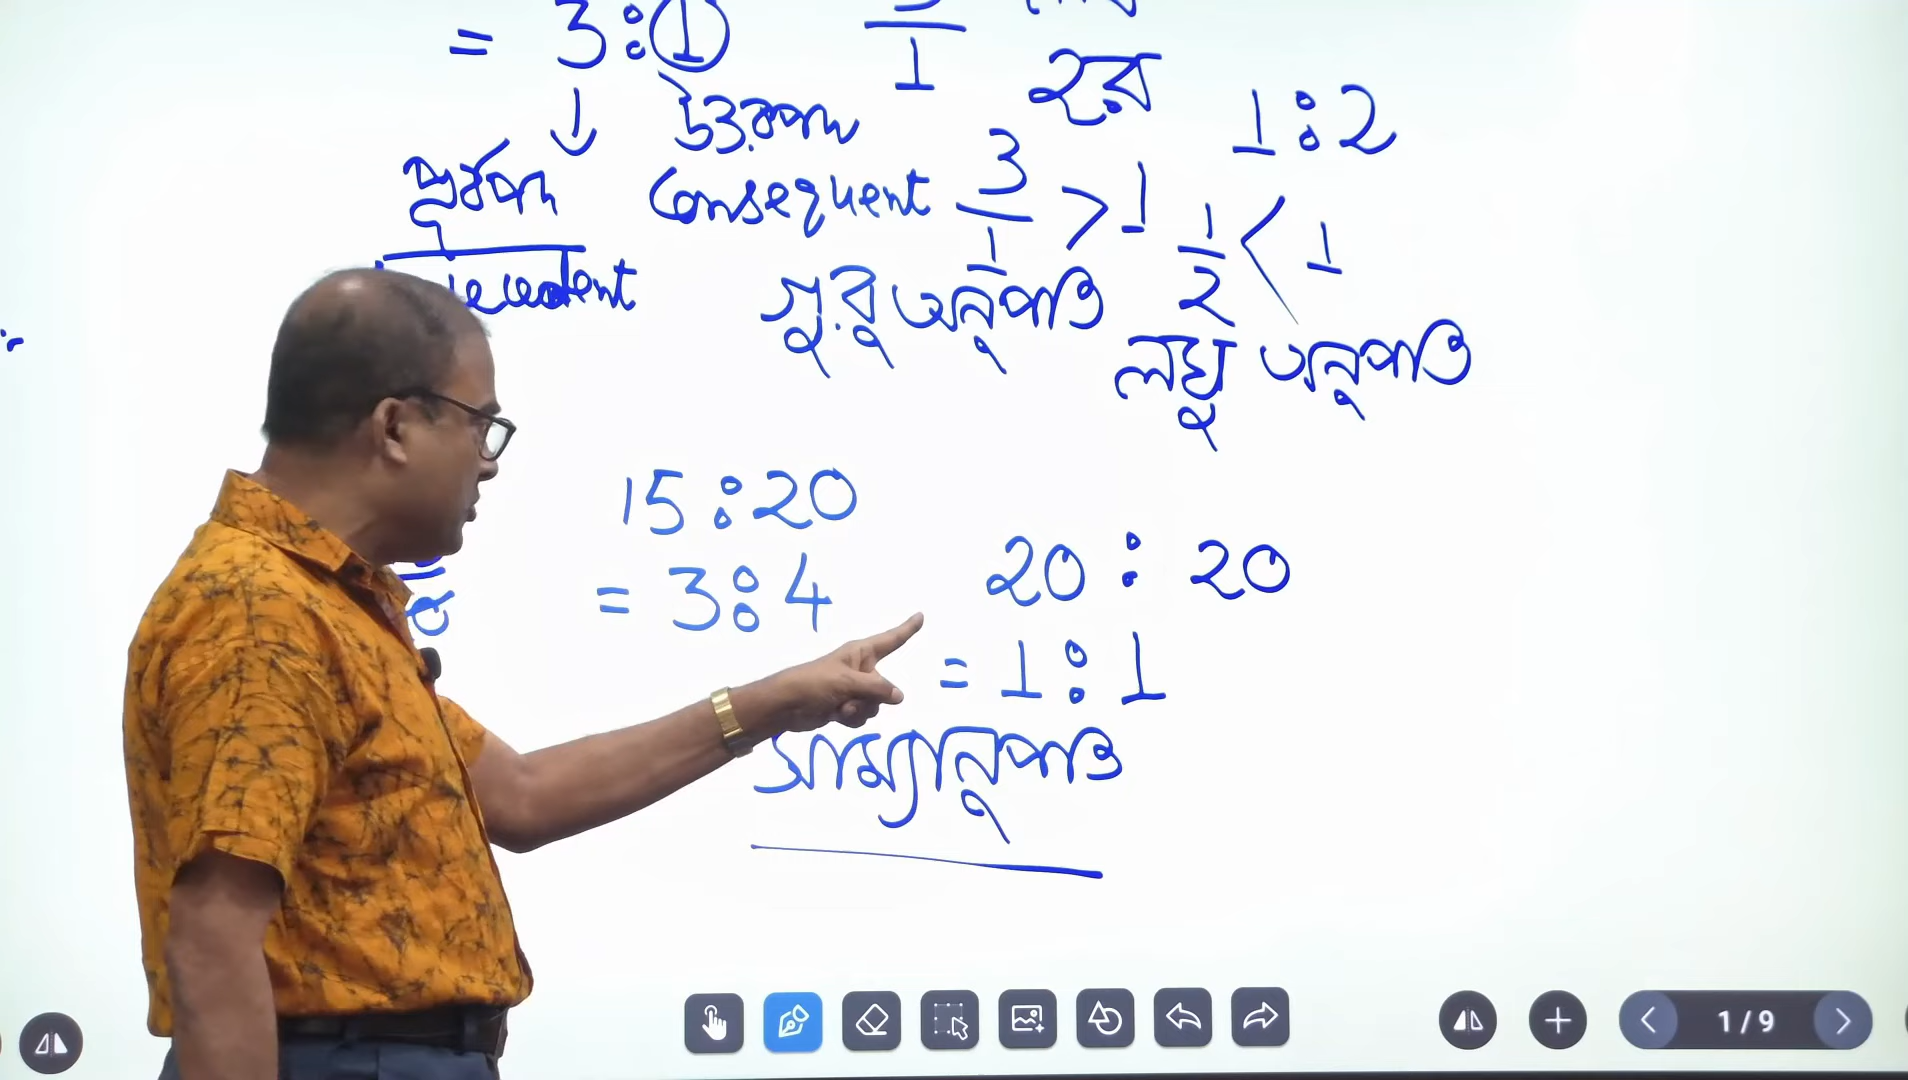 = 3 : 1
1
হর
1 : 2
↓ উত্তরপদ
পূর্বপদ Consequent 3/1 > 1 1/2 < 1
গুরু অনুপাত
লঘু অনুপাত
15 : 20
= 3 : 4
20 : 20
= 1 : 1
সাম্যানুপাত
1 / 9